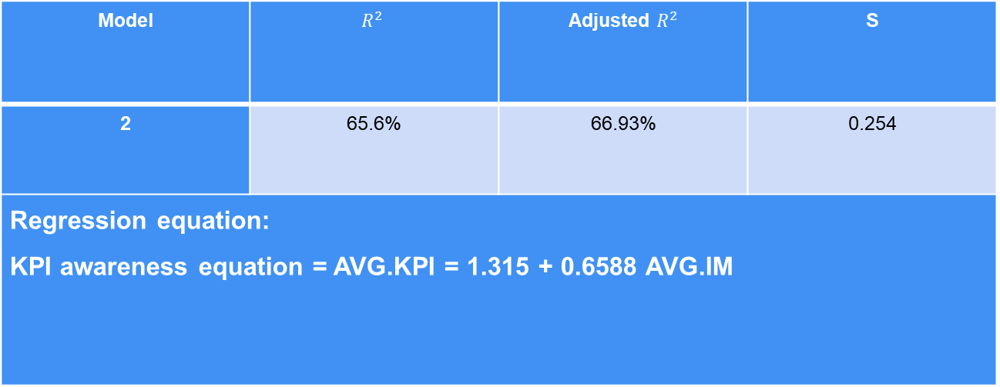 Model R² Adjusted R² S
2 65.6% 66.93% 0.254
Regression equation:
KPI awareness equation = AVG.KPI = 1.315 + 0.6588 AVG.IM